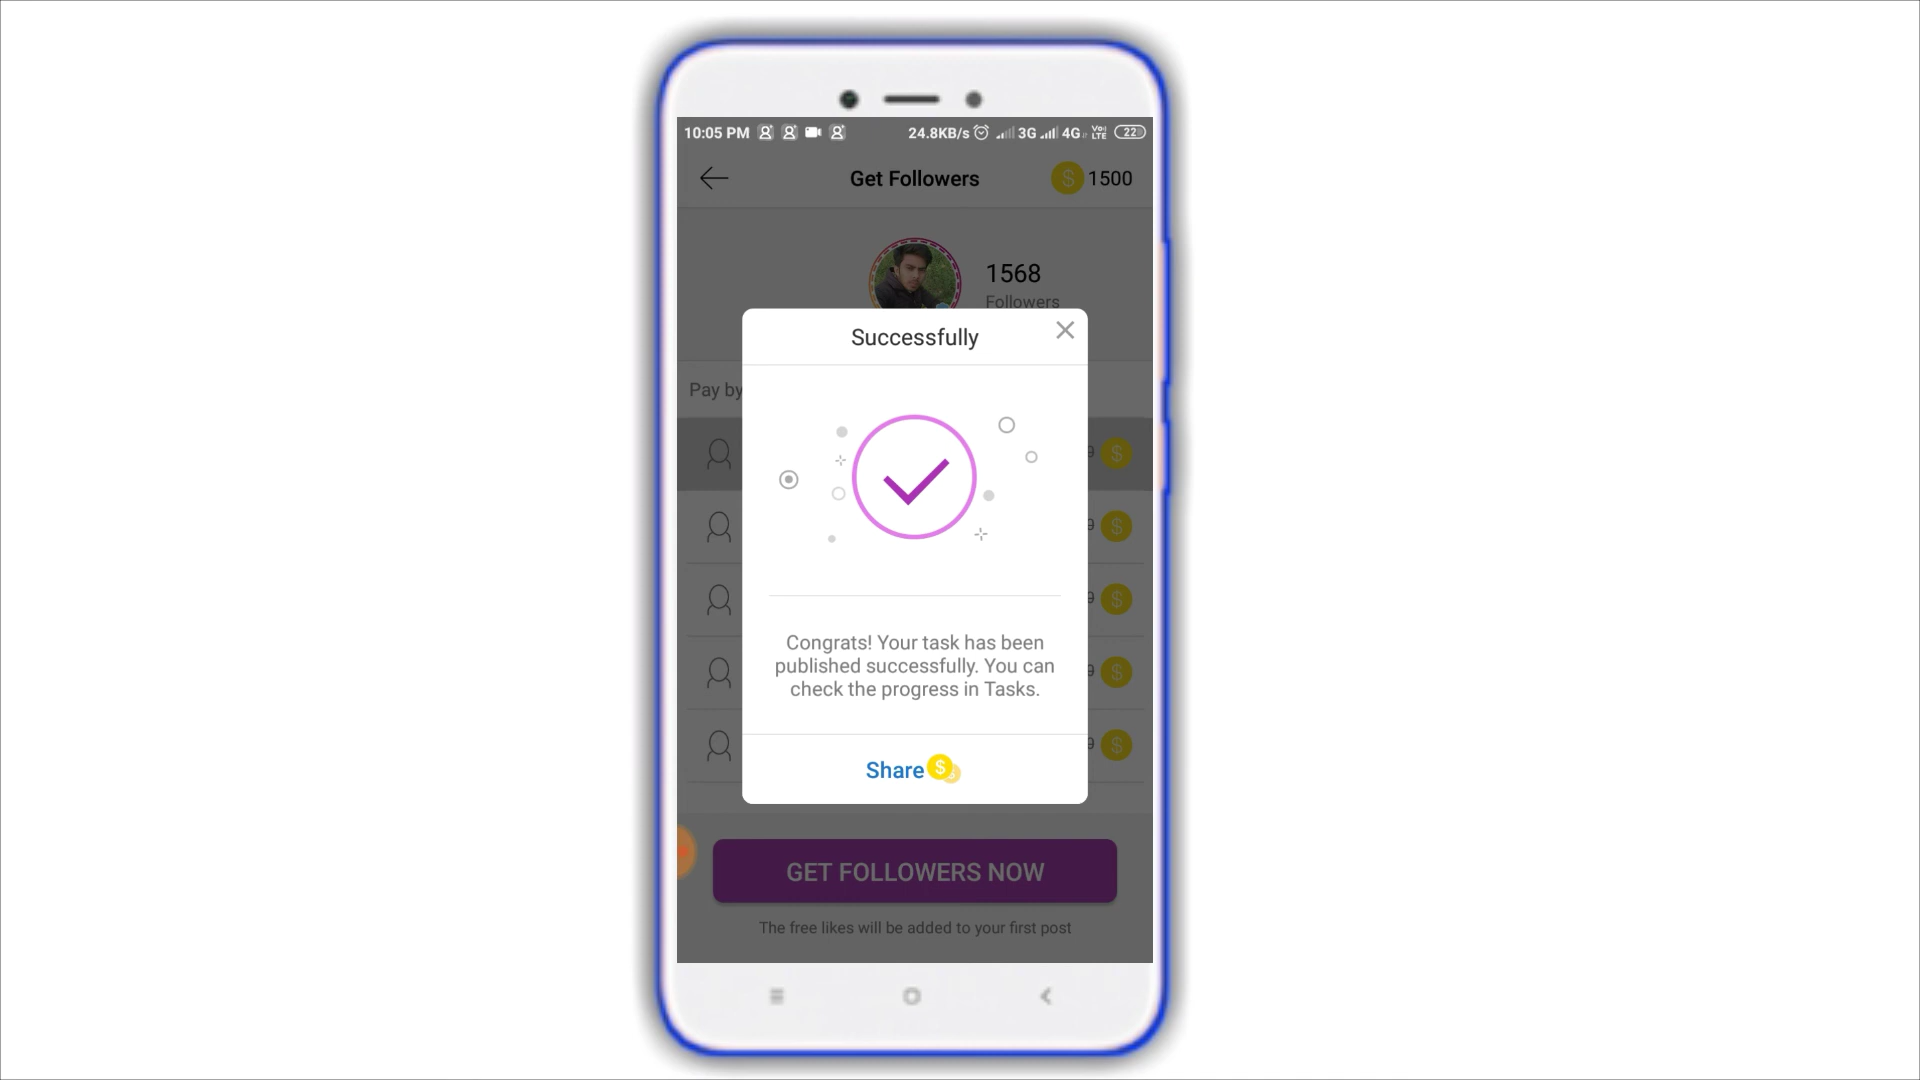 10:05 PM 24.8KB/s 3G 4G VoLTE 22
Get Followers $ 1500
1568
Followers
Successfully
Pay by
$
$
$
$
$
Congrats! Your task has been
published successfully. You can
check the progress in Tasks.
Share $
GET FOLLOWERS NOW
The free likes will be added to your first post